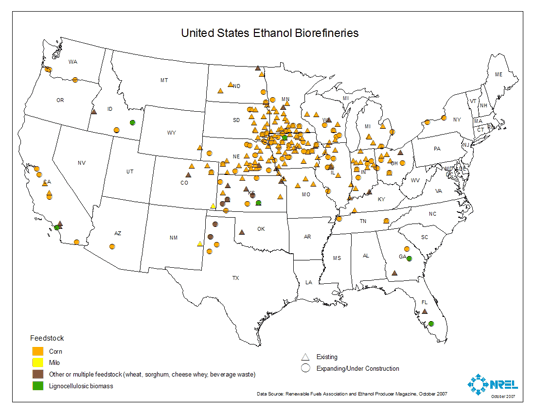 United States Ethanol Biorefineries
WA
MT
ND
MN
ME
OR
ID
SD
WI
MI
MI
VT
NH
NY
MA
CT
WY
NE
PA
NJ
NV
UT
CO
IN
OH
WV
VA
CA
MO
KY
NC
TN
AZ
NM
OK
AR
SC
MS
AL
GA
TX
LA
FL
Feedstock
Corn
Milo
Other or multiple feedstock (wheat, sorghum, cheese whey, beverage waste)
Lignocellulosic biomass
Existing
Expanding/Under Construction
Data Source: Renewable Fuels Association and Ethanol Producer Magazine, October 2007
NREL
October 2007